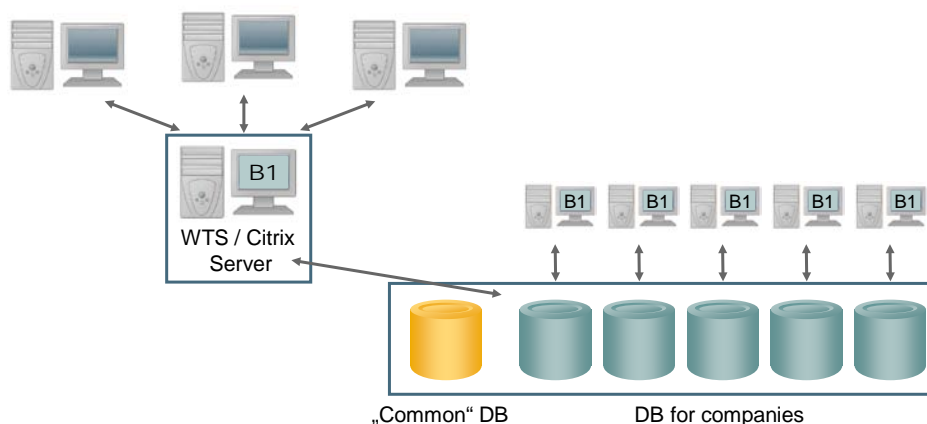 B1
WTS / Citrix
Server
B1 B1 B1 B1 B1
„Common“ DB
DB for companies